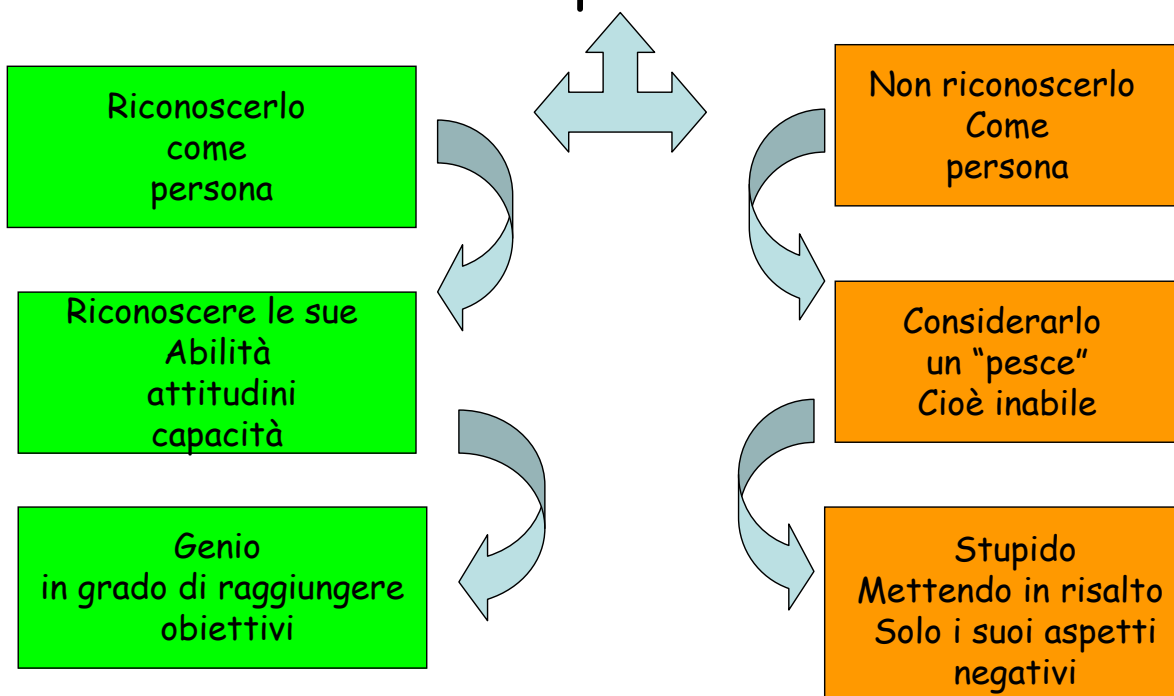 Riconoscerlo
come
persona
Riconoscere le sue
Abilità
attitudini
capacità
Genio
in grado di raggiungere
obiettivi
Non riconoscerlo
Come
persona
Considerarlo
un “pesce”
Cioè inabile
Stupido
Mettendo in risalto
Solo i suoi aspetti
negativi